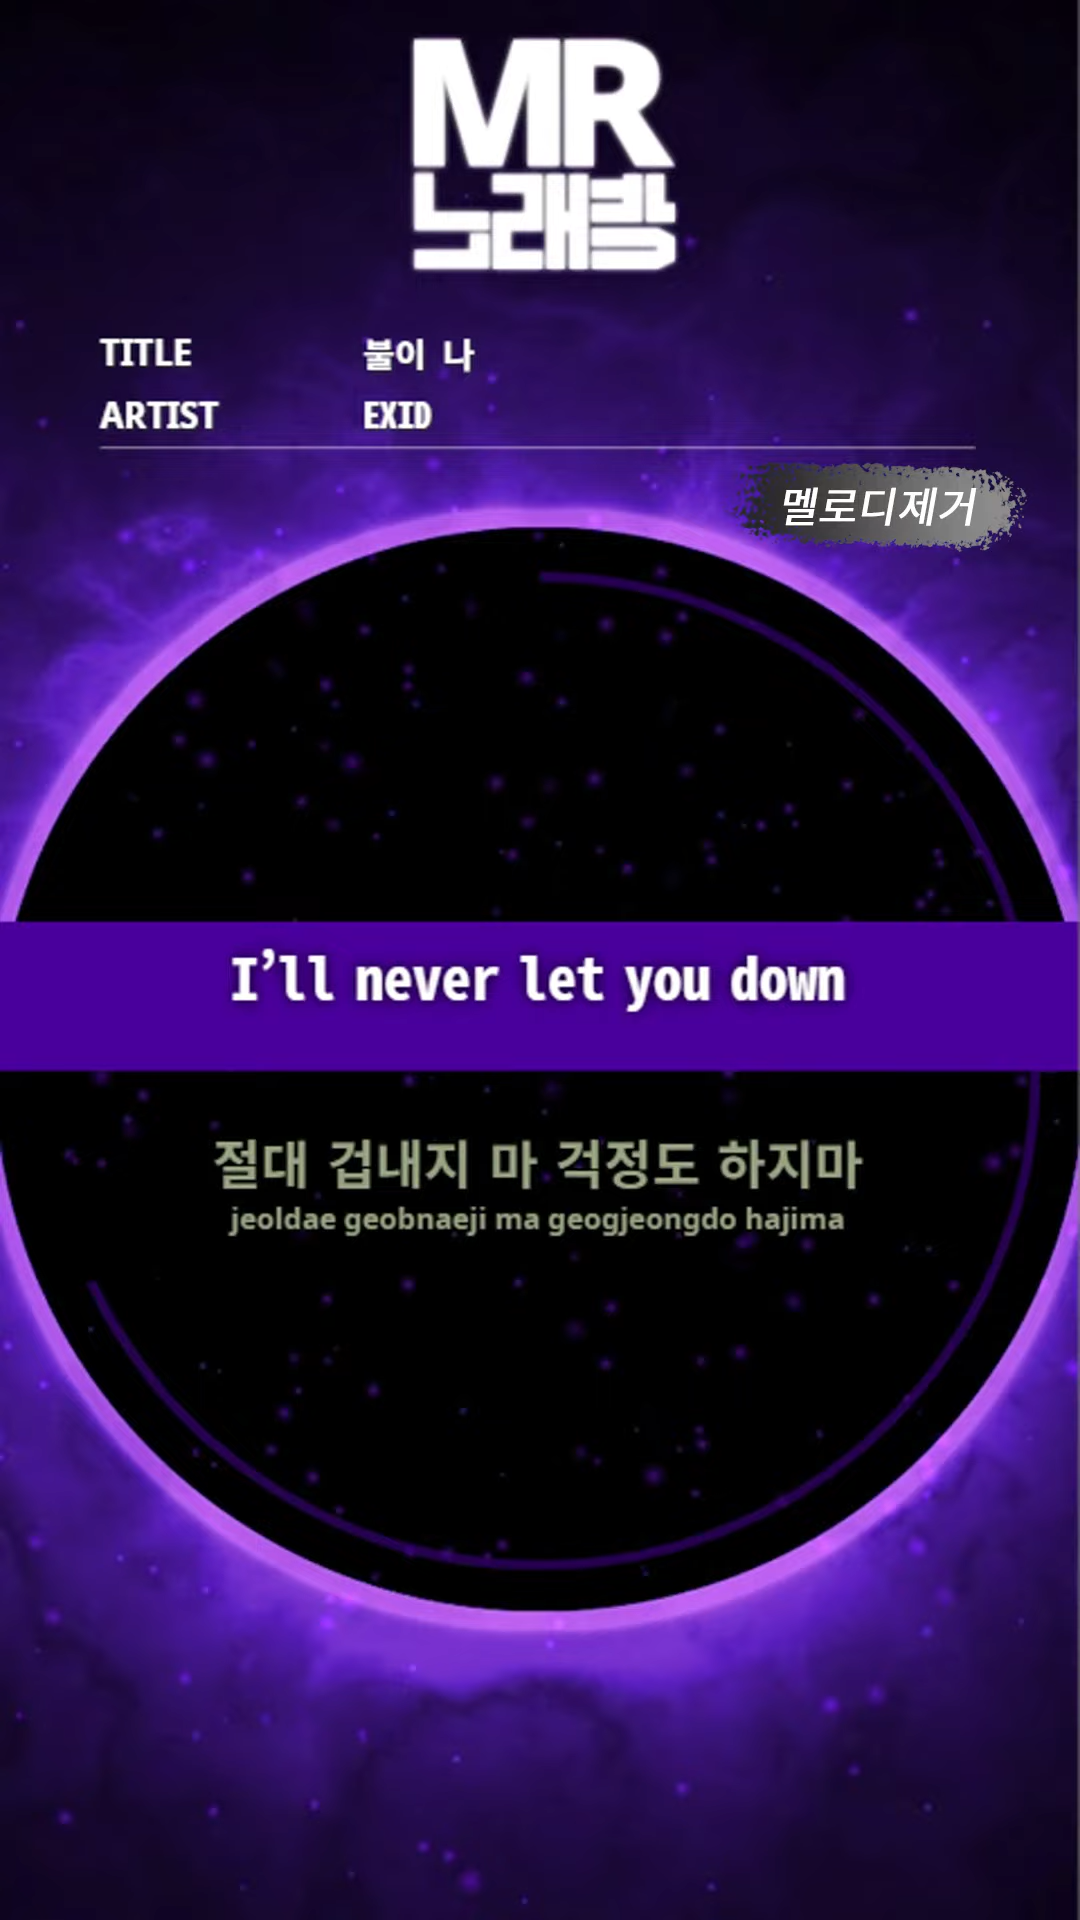 MR
노래방
TITLE 불이 나
ARTIST EXID
멜로디제거
I’ll never let you down
절대 겁내지 마 걱정도 하지마
jeoldae geobnaeji ma geogjeongdo hajima